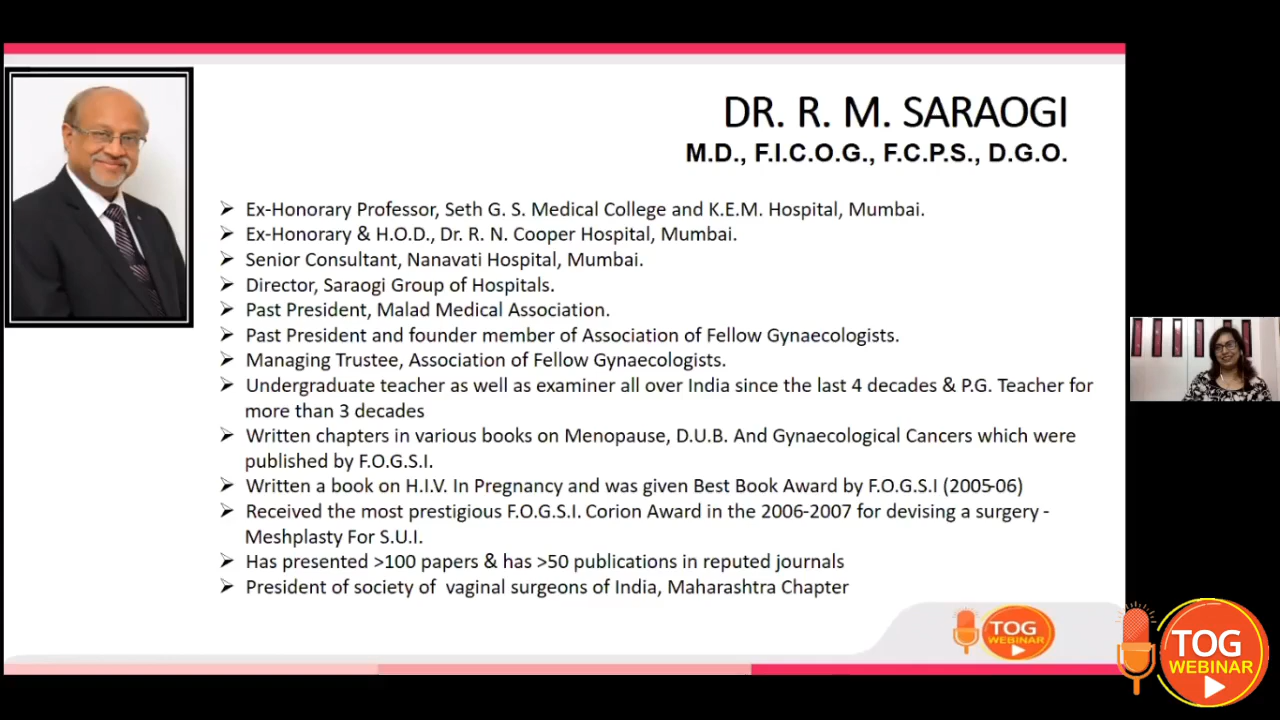 DR. R. M. SARAOGI
M.D., F.I.C.O.G., F.C.P.S., D.G.O.
➢ Ex-Honorary Professor, Seth G. S. Medical College and K.E.M. Hospital, Mumbai.
➢ Ex-Honorary & H.O.D., Dr. R. N. Cooper Hospital, Mumbai.
➢ Senior Consultant, Nanavati Hospital, Mumbai.
➢ Director, Saraogi Group of Hospitals.
➢ Past President, Malad Medical Association.
➢ Past President and founder member of Association of Fellow Gynaecologists.
➢ Managing Trustee, Association of Fellow Gynaecologists.
➢ Undergraduate teacher as well as examiner all over India since the last 4 decades & P.G. Teacher for
more than 3 decades
➢ Written chapters in various books on Menopause, D.U.B. And Gynaecological Cancers which were
published by F.O.G.S.I.
➢ Written a book on H.I.V. In Pregnancy and was given Best Book Award by F.O.G.S.I (2005-06)
➢ Received the most prestigious F.O.G.S.I. Corion Award in the 2006-2007 for devising a surgery -
Meshplasty For S.U.I.
➢ Has presented >100 papers & has >50 publications in reputed journals
➢ President of society of vaginal surgeons of India, Maharashtra Chapter
TOG
WEBINAR
TOG
WEBINAR